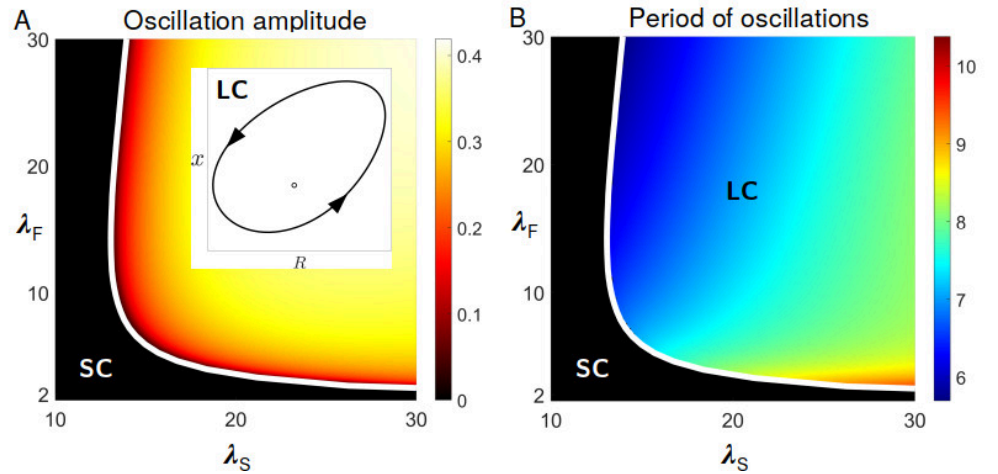 A Oscillation amplitude
30
20
10
2
λF
10 20 30
λS
LC
x
R
SC
0.4
0.3
0.2
0.1
0
B Period of oscillations
30
20
10
2
λF
10 20 30
λS
LC
SC
10
9
8
7
6